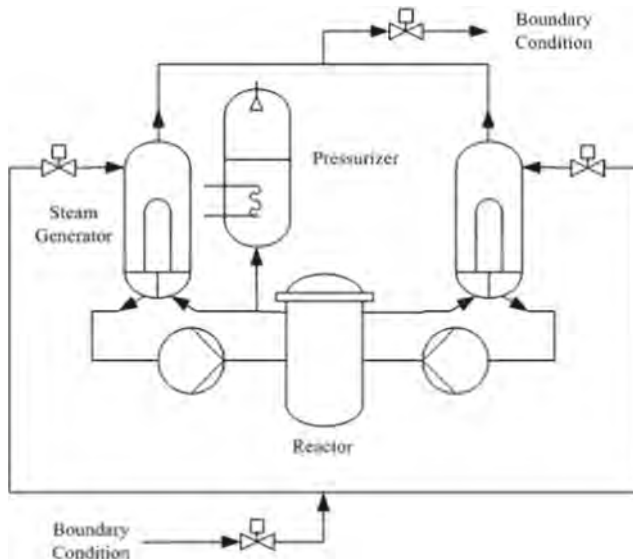 Boundary
Condition
Pressurizer
Steam
Generator
Reactor
Boundary
Condition